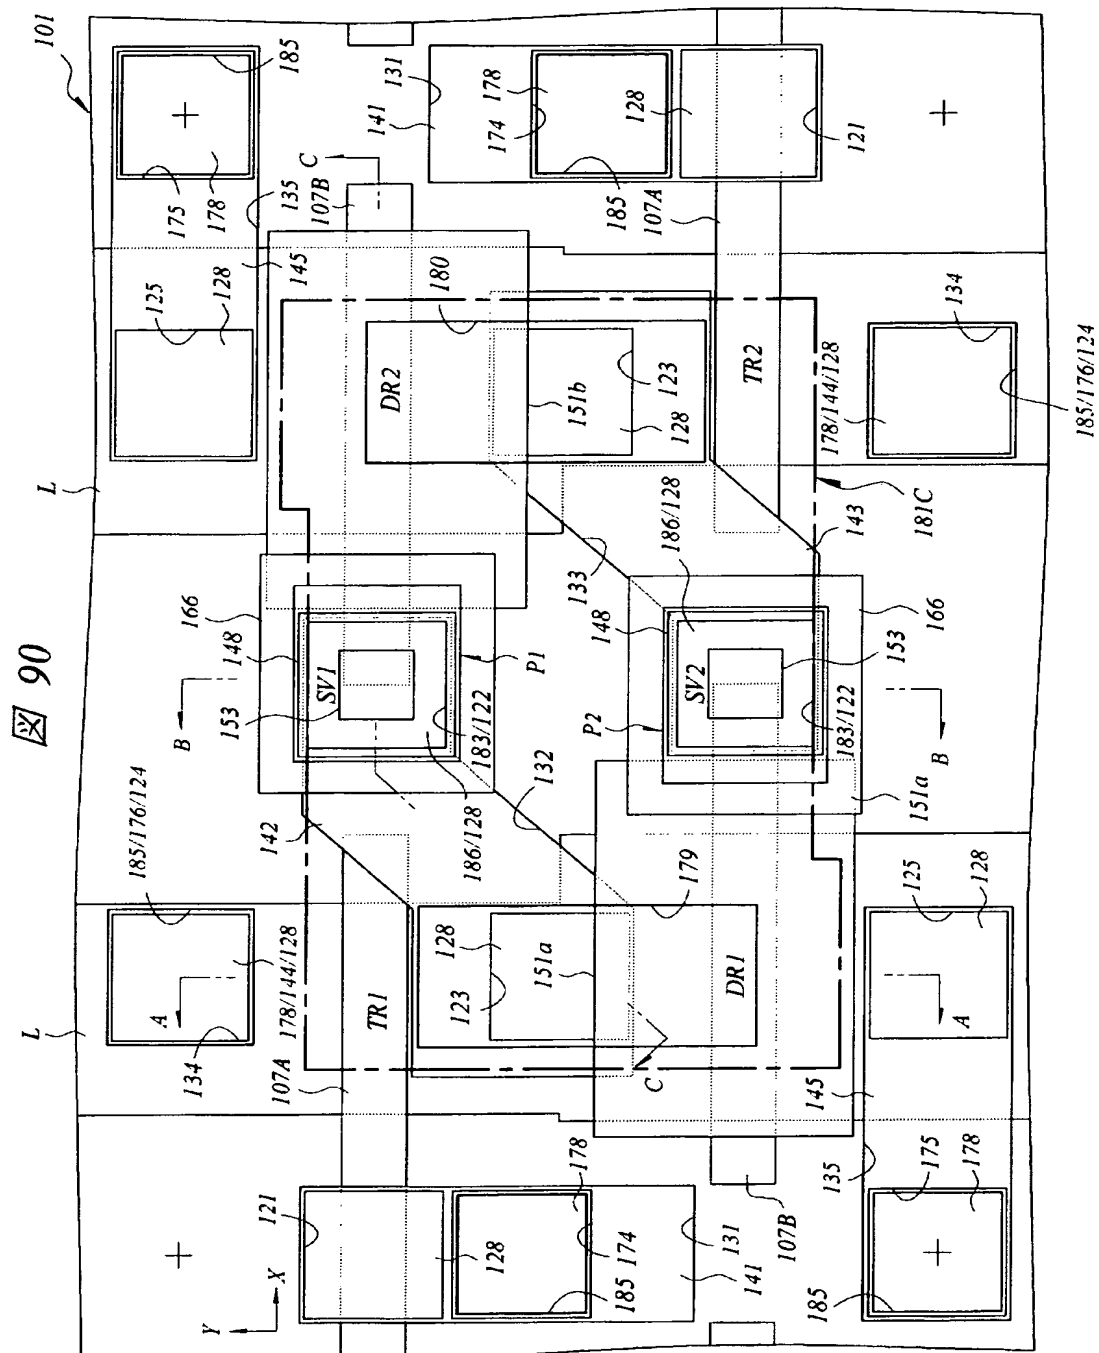 図 90
101
L
L
185
175
178
135
145
125
128
C
107B
131
141
178
174
128
185
121
107A
180
DR2
151b
123
128
TR2
134
178/144/128
185/176/124
181C
143
186/128
133
166
148
SV1
153
P1
183/122
B
148
SV2
P2
166
153
183/122
B
151a
132
142
186/128
185/176/124
178/144/128
134
A
TR1
107A
128
123
151a
179
DR1
C
125
128
A
145
135
175
178
185
107B
121
128
178
174
185
131
141
Y
X